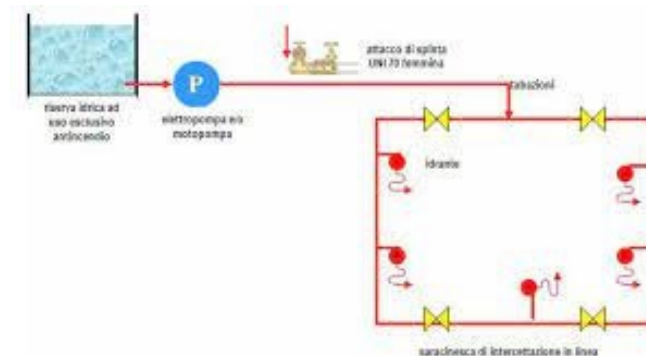 attacco di spinta
UNI 70 femmina
P
tubazioni
riserva idrica ad
uso esclusivo
antincendio
elettropompa e/o
motopompa
idrante
saracinesca di intercettazione in linea